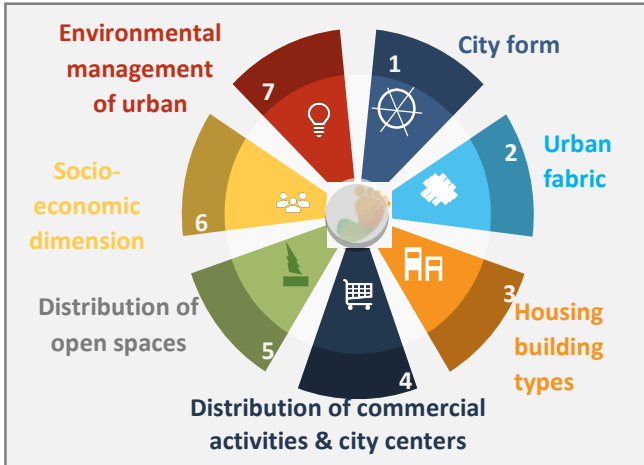 Environmental
management
of urban
7
1
City form
2
Urban
fabric
Socio-
economic
dimension
6
3
Housing
building
types
Distribution of
open spaces
5
4
Distribution of commercial
activities & city centers